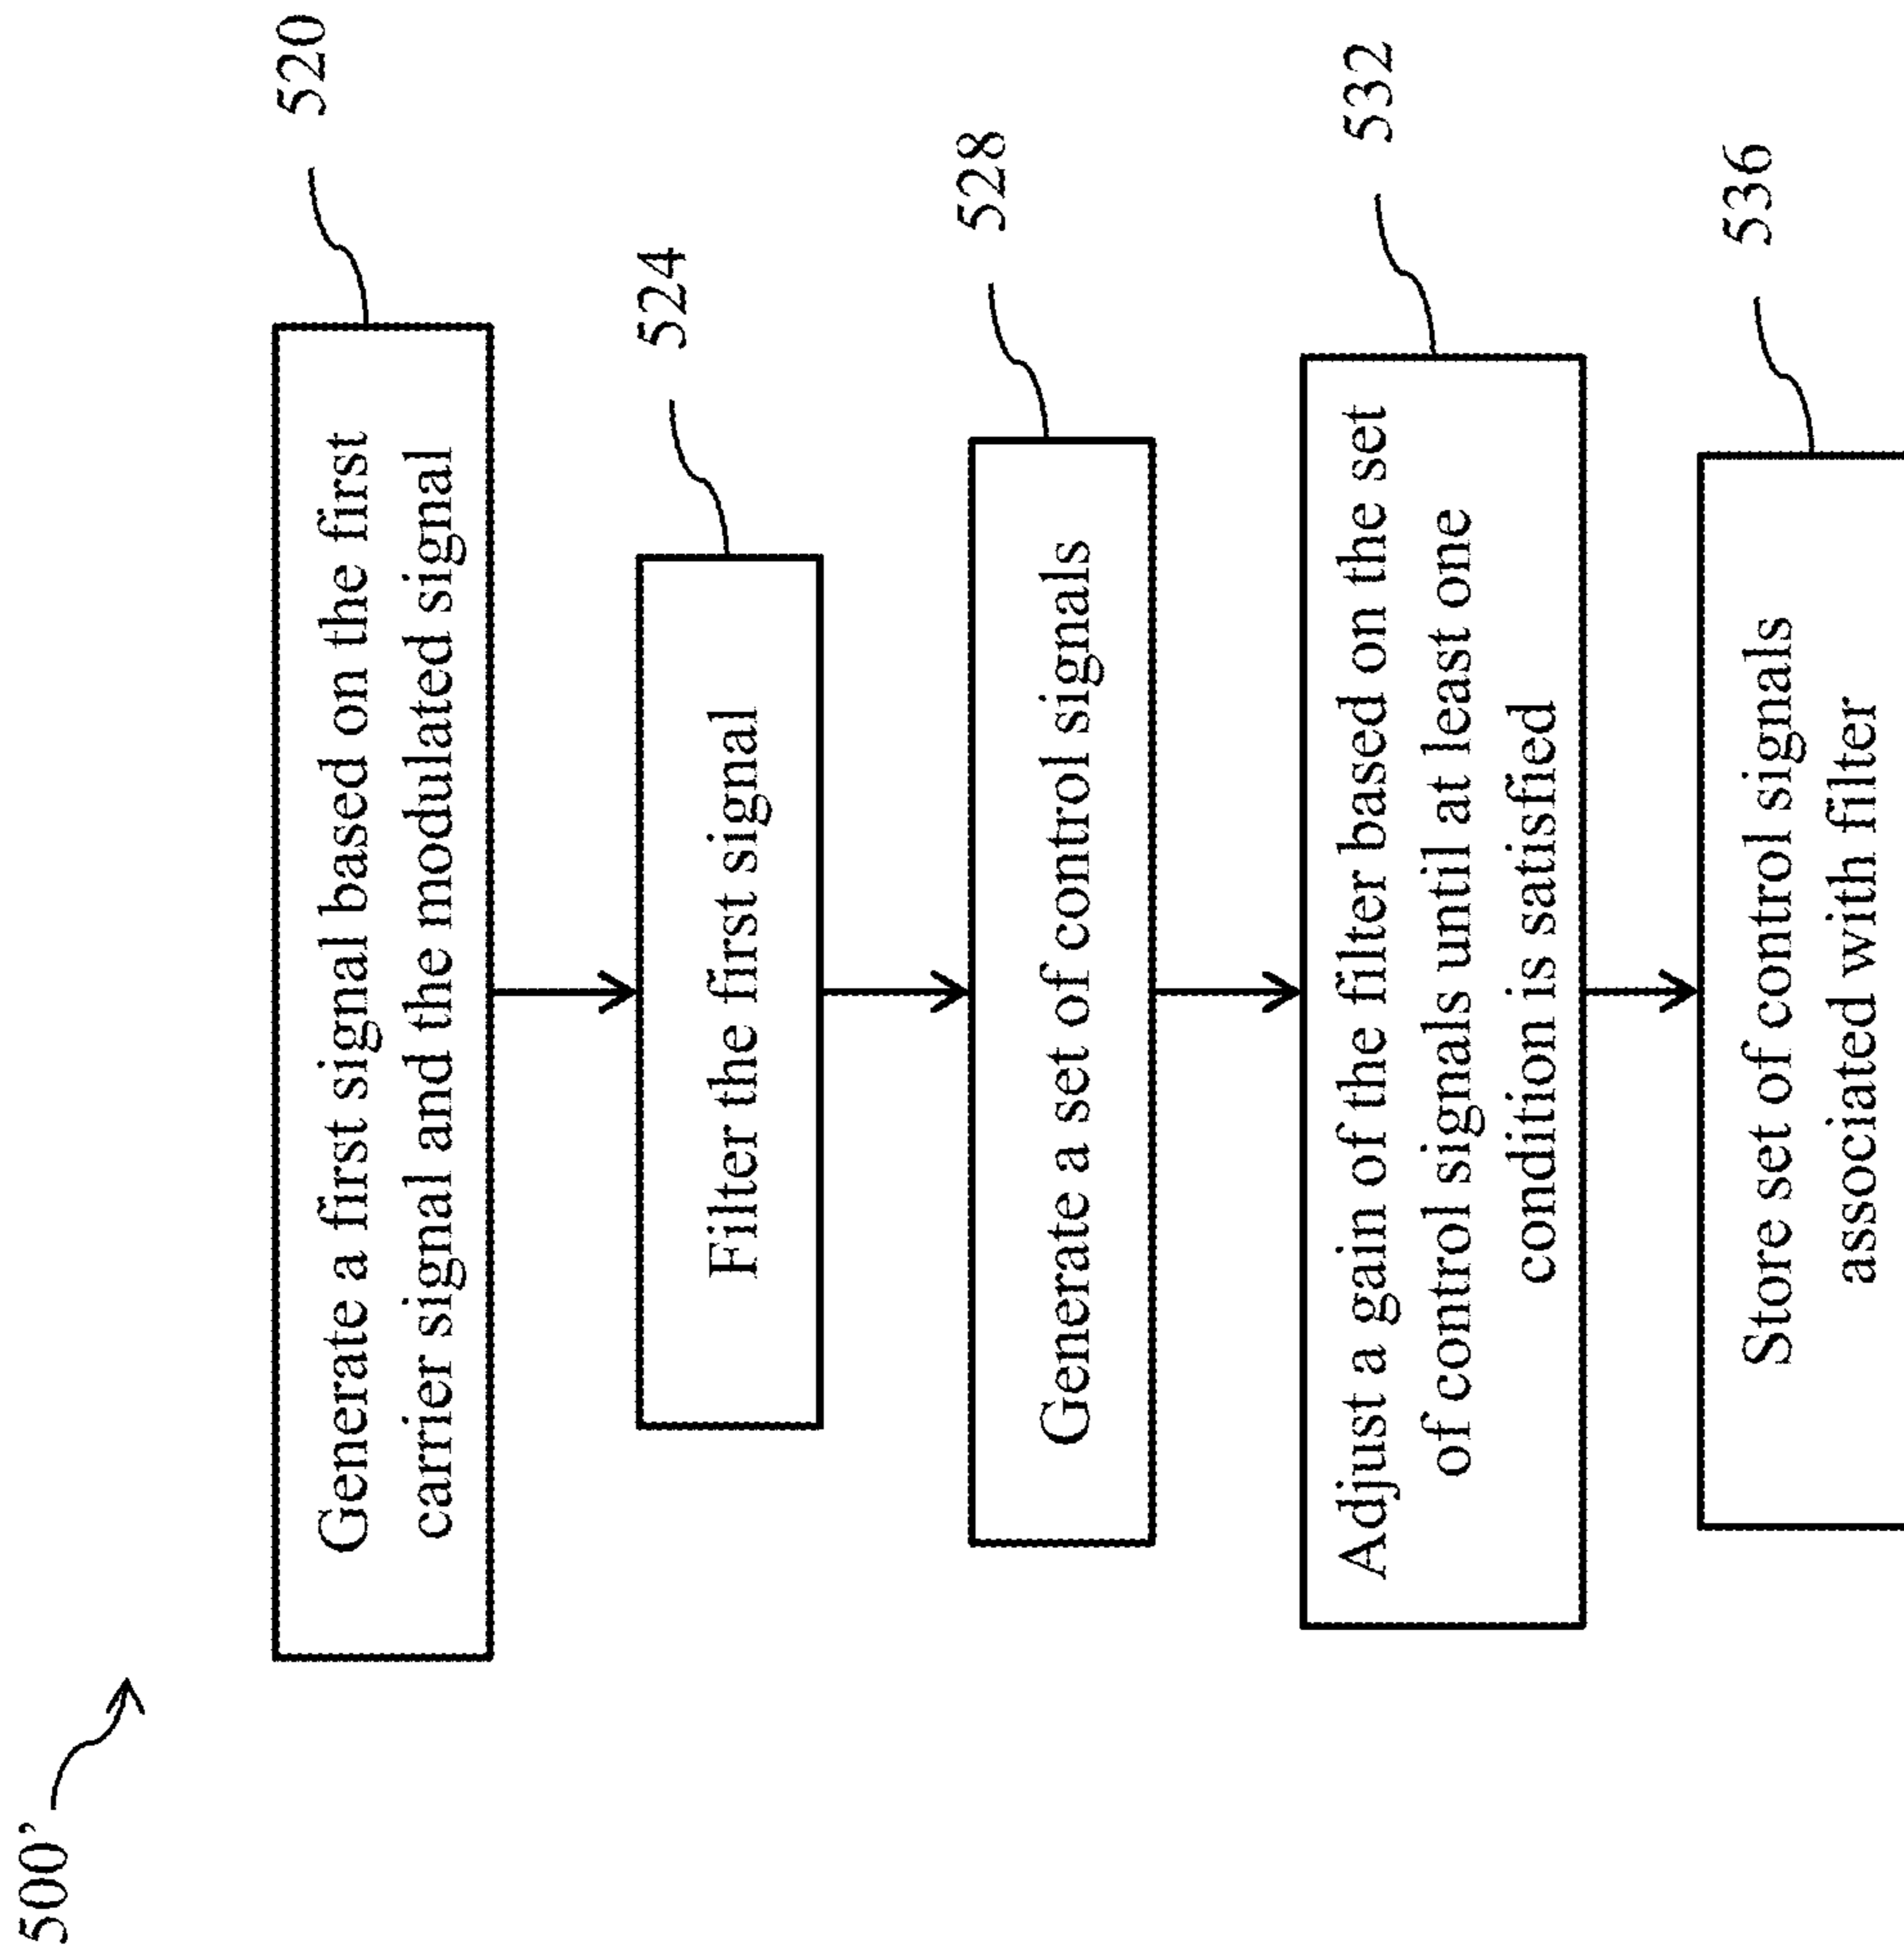 500’
520
Generate a first signal based on the first
carrier signal and the modulated signal
524
Filter the first signal
528
Generate a set of control signals
532
Adjust a gain of the filter based on the set
of control signals until at least one
condition is satisfied
536
Store set of control signals
associated with filter